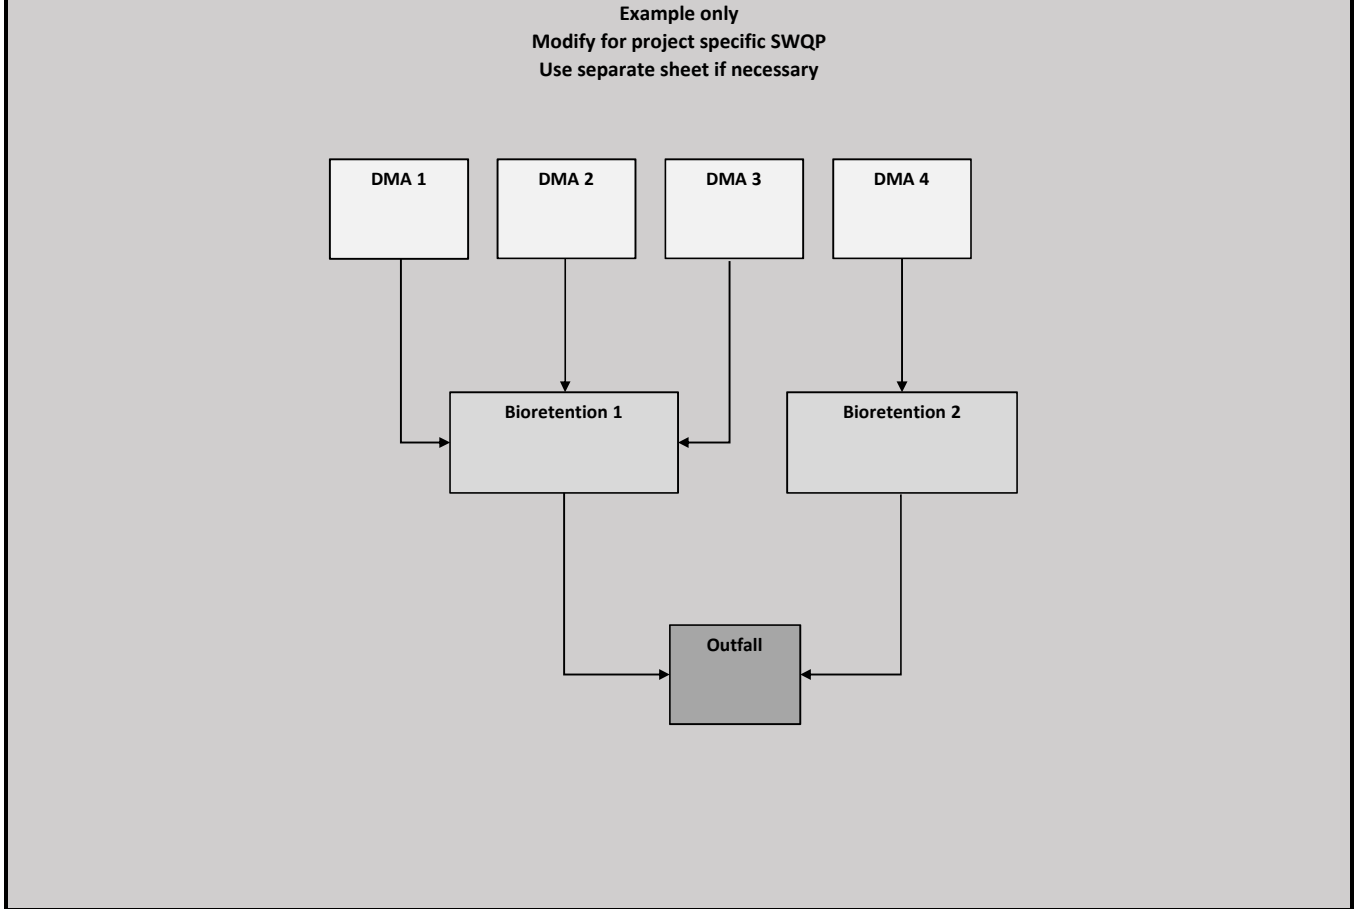 Example only
Modify for project specific SWQP
Use separate sheet if necessary
DMA 1
DMA 2
DMA 3
DMA 4
Bioretention 1
Bioretention 2
Outfall